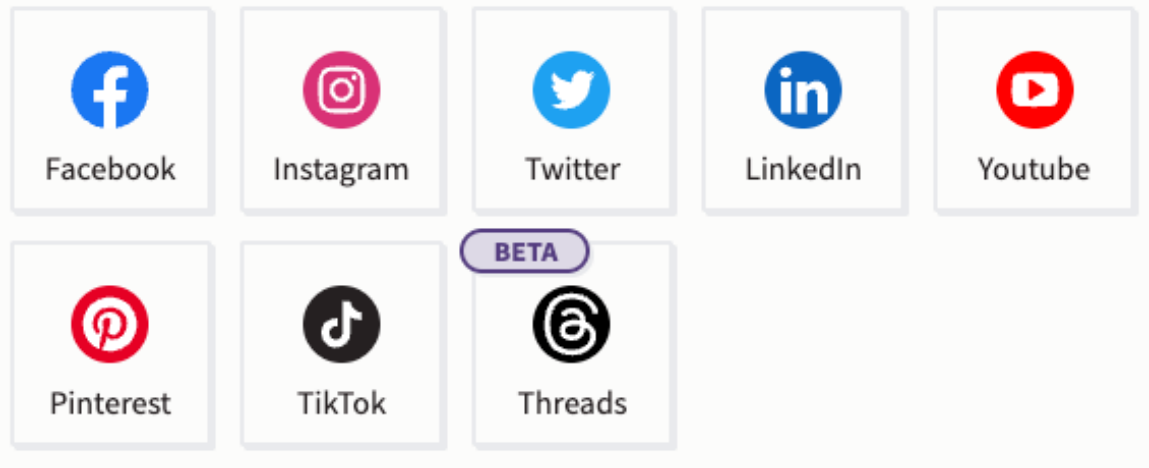 Facebook Instagram Twitter LinkedIn Youtube
BETA
Pinterest TikTok Threads